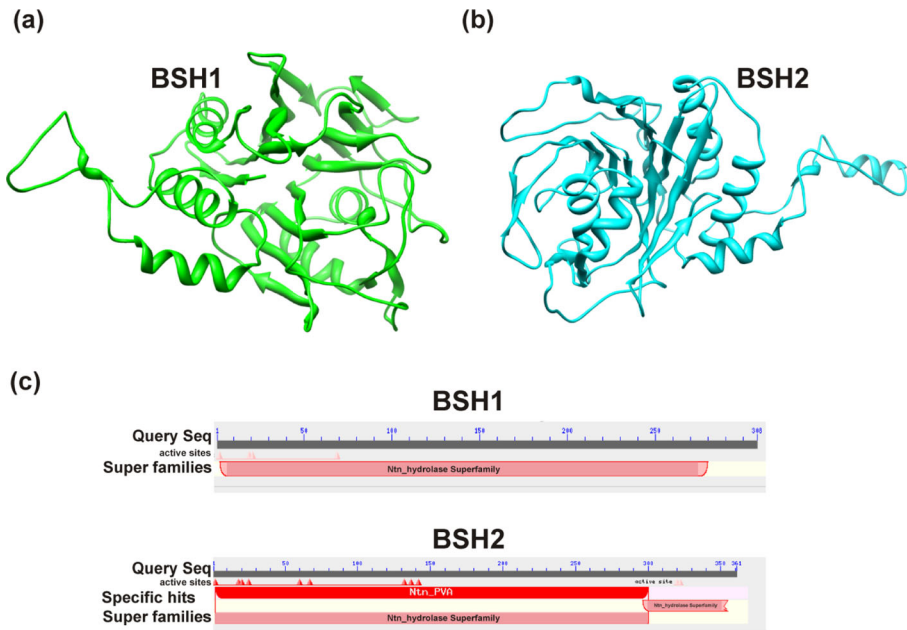 (a)
(b)
BSH1
BSH2
(c)
BSH1
Query Seq
1 50 100 150 200 250 308
active sites
Super families
Ntn_hydrolase Superfamily
BSH2
Query Seq
1 50 100 150 200 250 300 350 361
active sites
active site
Specific hits
Ntn_PVA
Ntn_hydrolase Superfamily
Super families
Ntn_hydrolase Superfamily